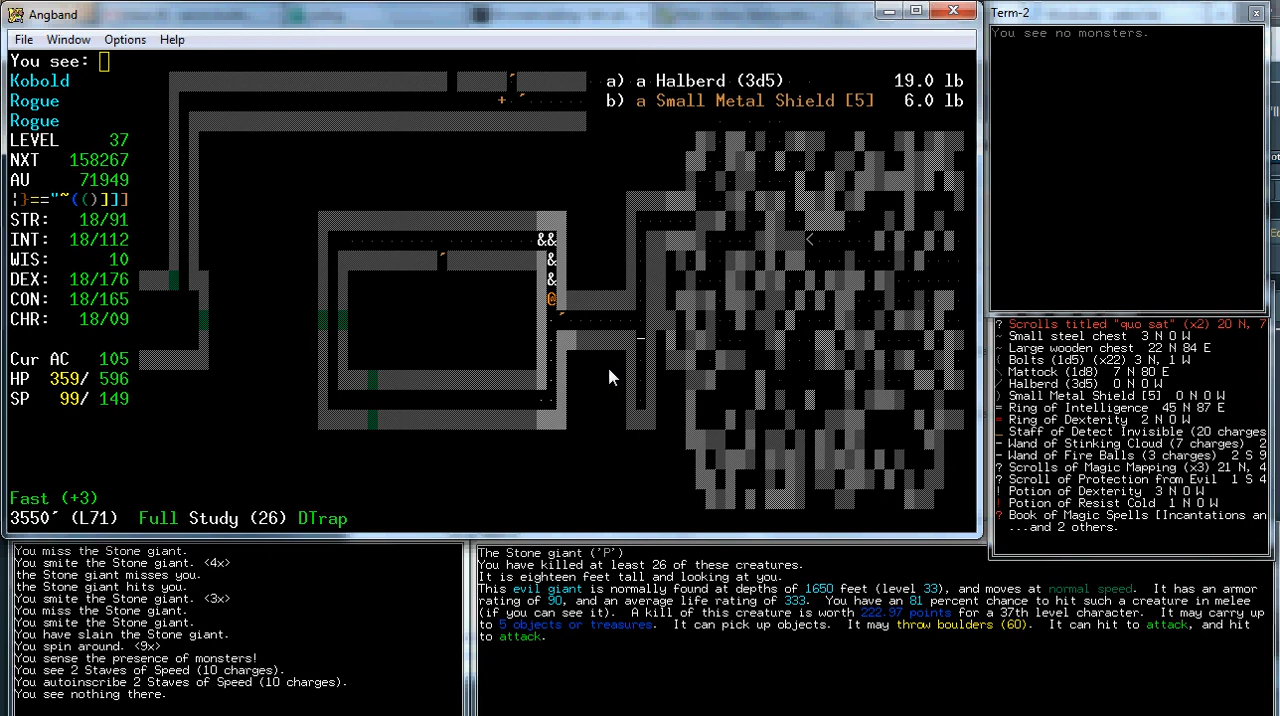 Angband
File Window Options Help
You see:
a) a Halberd (3d5) 19.0 lb
b) a Small Metal Shield [5] 6.0 lb
Kobold
Rogue
Rogue
LEVEL 37
NXT 158267
AU 71949
STR: 18/91
INT: 18/112
WIS: 10
DEX: 18/176
CON: 18/165
CHR: 18/09
Cur AC 105
HP 359/ 596
SP 99/ 149
Fast (+3)
3550´ (L71) Full Study (26) DTrap
Term-2
You see no monsters.
? Scrolls titled "quo sat" (x2) 20 N, 7
~ Small steel chest 3 N 0 W
~ Large wooden chest 22 N 84 E
{ Bolts (1d5) (x22) 3 N, 1 W
\ Mattock (1d8) 7 N 80 E
/ Halberd (3d5) 0 N 0 W
) Small Metal Shield [5] 0 N 0 W
= Ring of Intelligence 45 N 87 E
= Ring of Dexterity 2 N 0 W
_ Staff of Detect Invisible (20 charges
- Wand of Stinking Cloud (7 charges) 2
- Wand of Fire Balls (3 charges) 2 S 9
? Scrolls of Magic Mapping (x3) 21 N, 4
? Scroll of Protection from Evil 1 S 4
! Potion of Dexterity 3 N 0 W
! Potion of Resist Cold 1 N 0 W
? Book of Magic Spells [Incantations an
...and 2 others.
You miss the Stone giant.
You smite the Stone giant. <4x>
the Stone giant misses you.
The Stone giant hits you.
You smite the Stone giant. <3x>
You miss the Stone giant.
You smite the Stone giant.
You have slain the Stone giant.
You spin around. <9x>
You sense the presence of monsters!
You see 2 Staves of Speed (10 charges).
You autoinscribe 2 Staves of Speed (10 charges).
You see nothing there.
The Stone giant ('P')
You have killed at least 26 of these creatures.
It is eighteen feet tall and looking at you.
This evil giant is normally found at depths of 1650 feet (level 33), and moves at normal speed. It has an armor
rating of 90, and an average life rating of 333. You have an 81 percent chance to hit such a creature in melee
(if you can see it). A kill of this creature is worth 222.97 points for a 37th level character. It may carry up
to 5 objects or treasures. It can pick up objects. It may throw boulders (60). It can hit to attack, and hit
to attack.